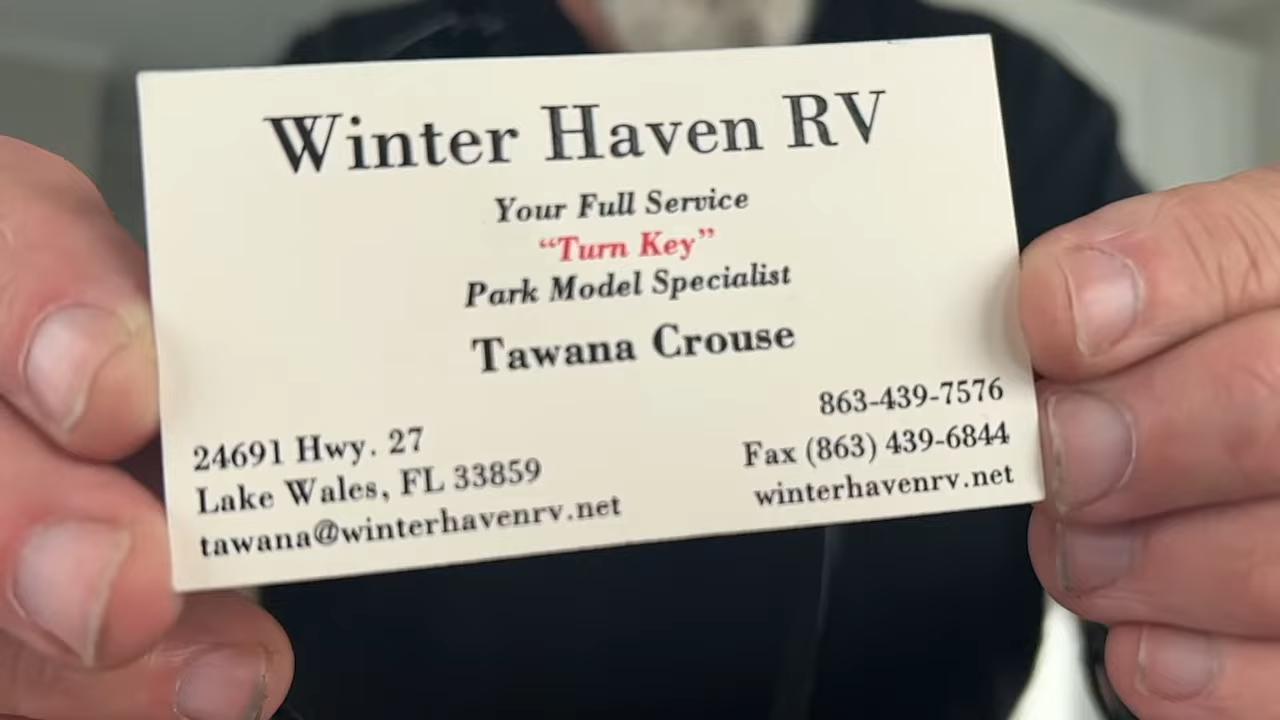 Winter Haven RV
Your Full Service
“Turn Key”
Park Model Specialist
Tawana Crouse
24691 Hwy. 27
Lake Wales, FL 33859
tawana@winterhavenrv.net
863-439-7576
Fax (863) 439-6844
winterhavenrv.net